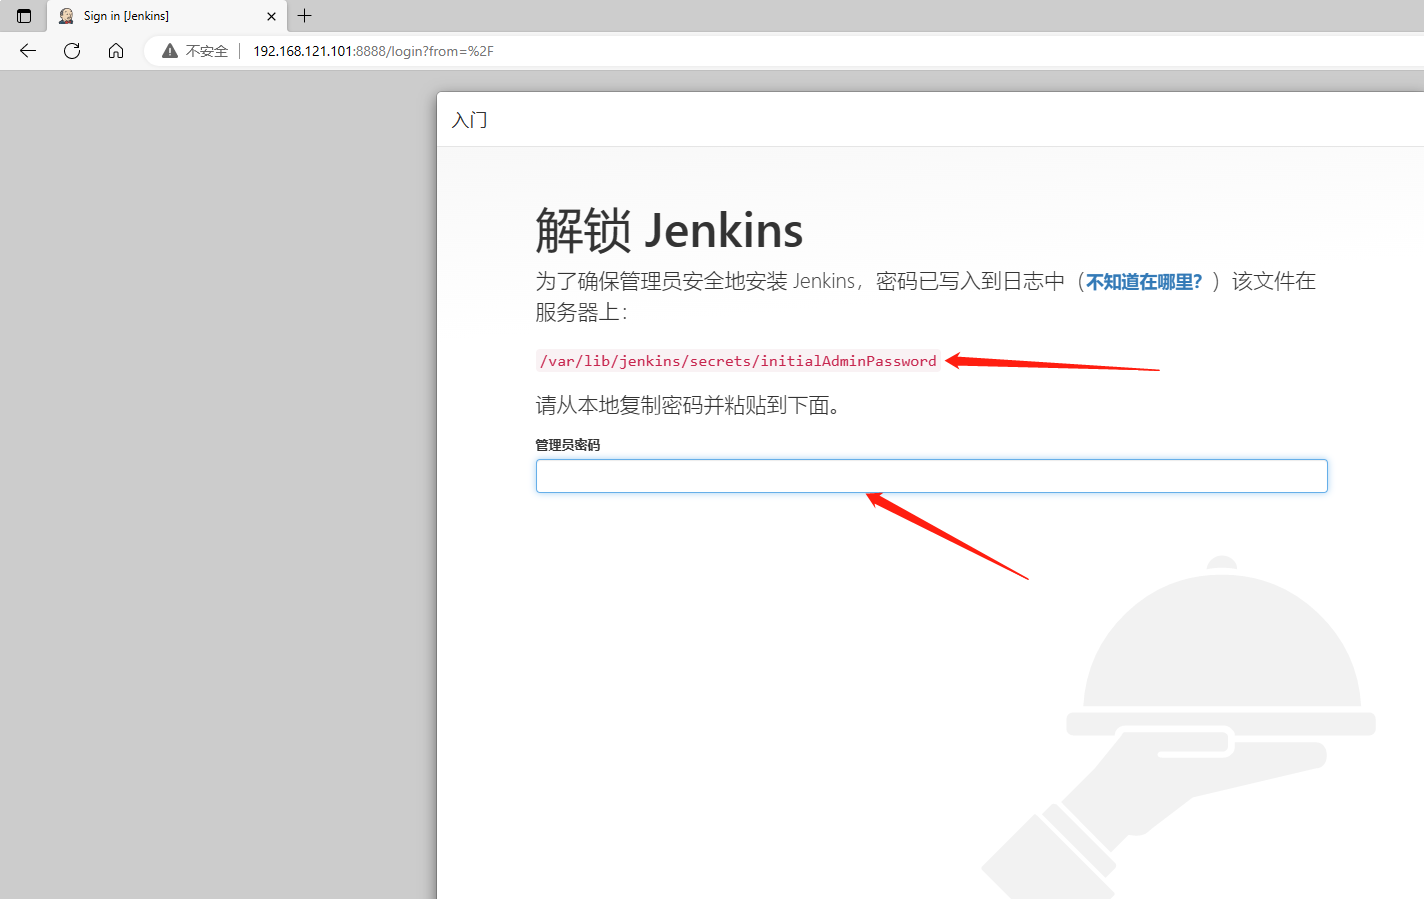 Sign in [Jenkins]
不安全
192.168.121.101:8888/login?from=%2F
入门
解锁 Jenkins
为了确保管理员安全地安装 Jenkins，密码已写入到日志中（不知道在哪里？）该文件在
服务器上：
/var/lib/jenkins/secrets/initialAdminPassword
请从本地复制密码并粘贴到下面。
管理员密码